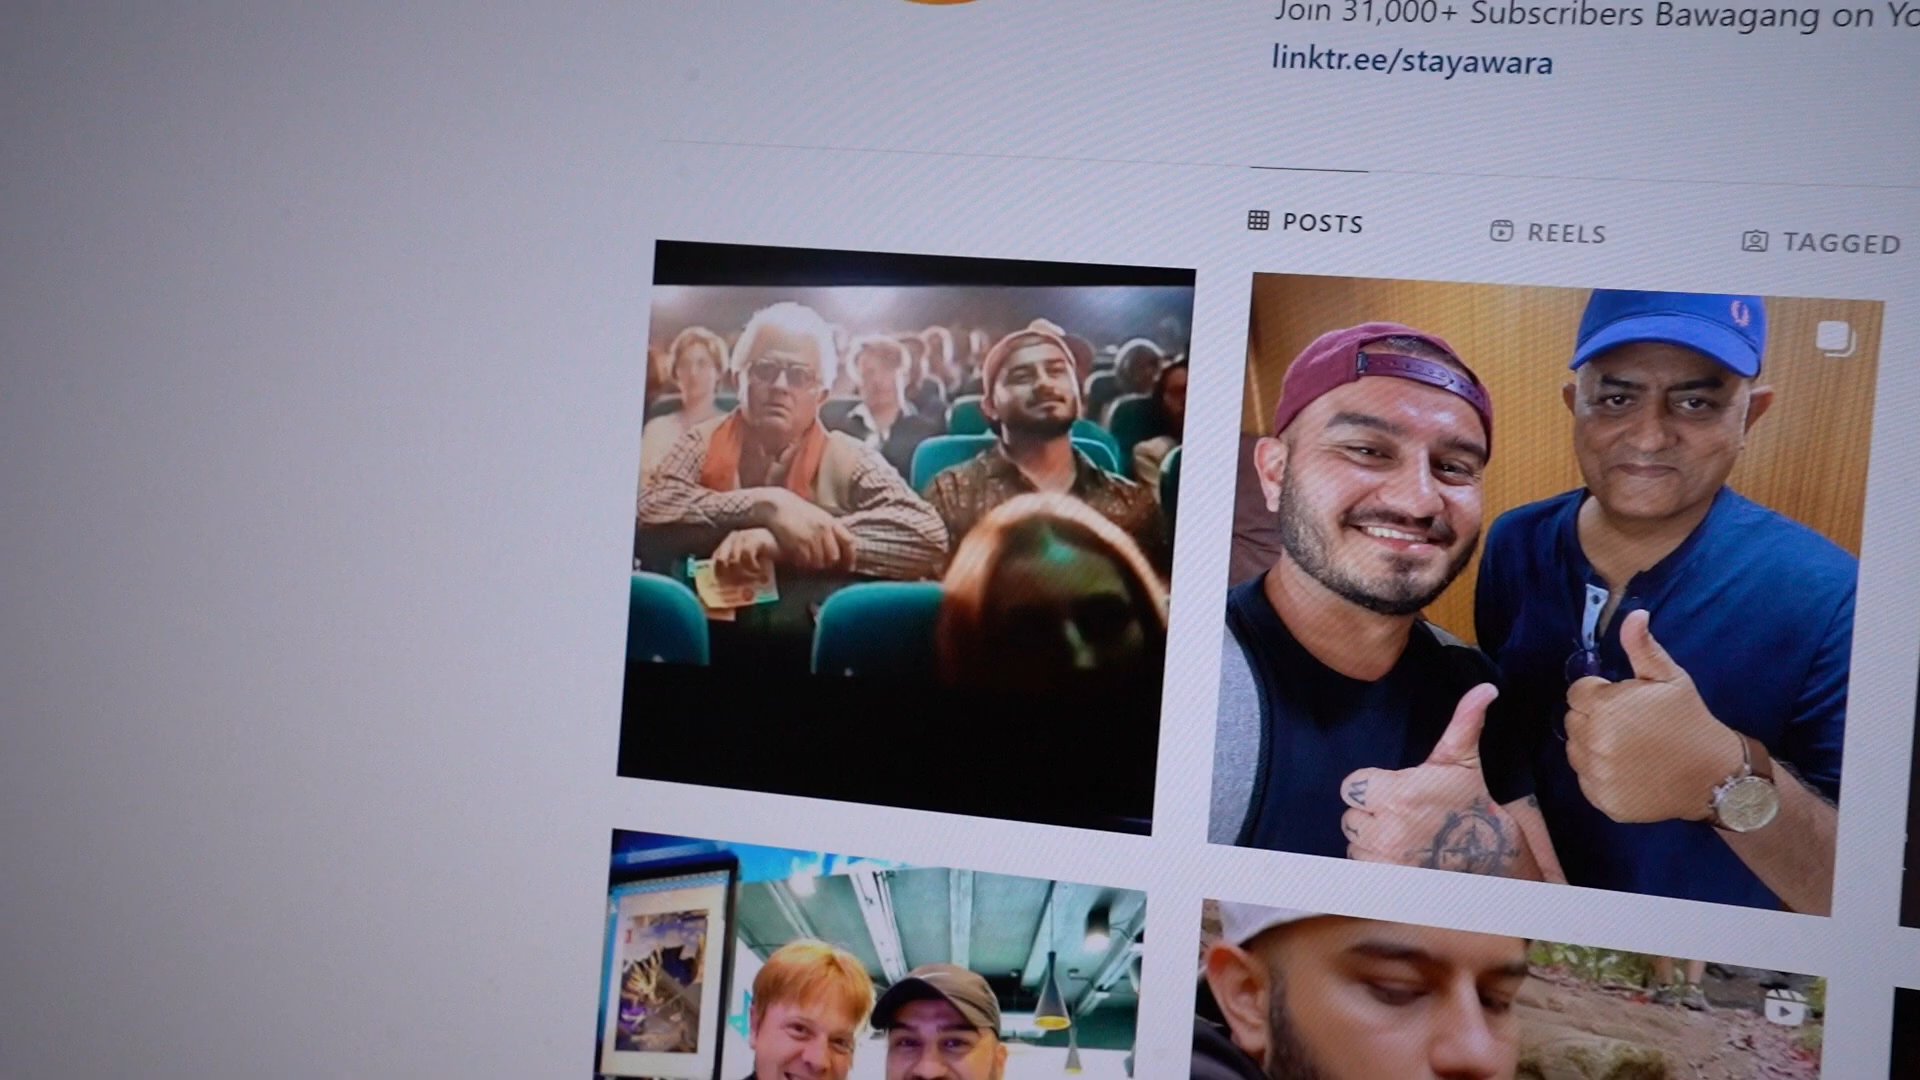 Join 31,000+ Subscribers Bawagang on Yo
linktr.ee/stayawara
POSTS
REELS
TAGGED